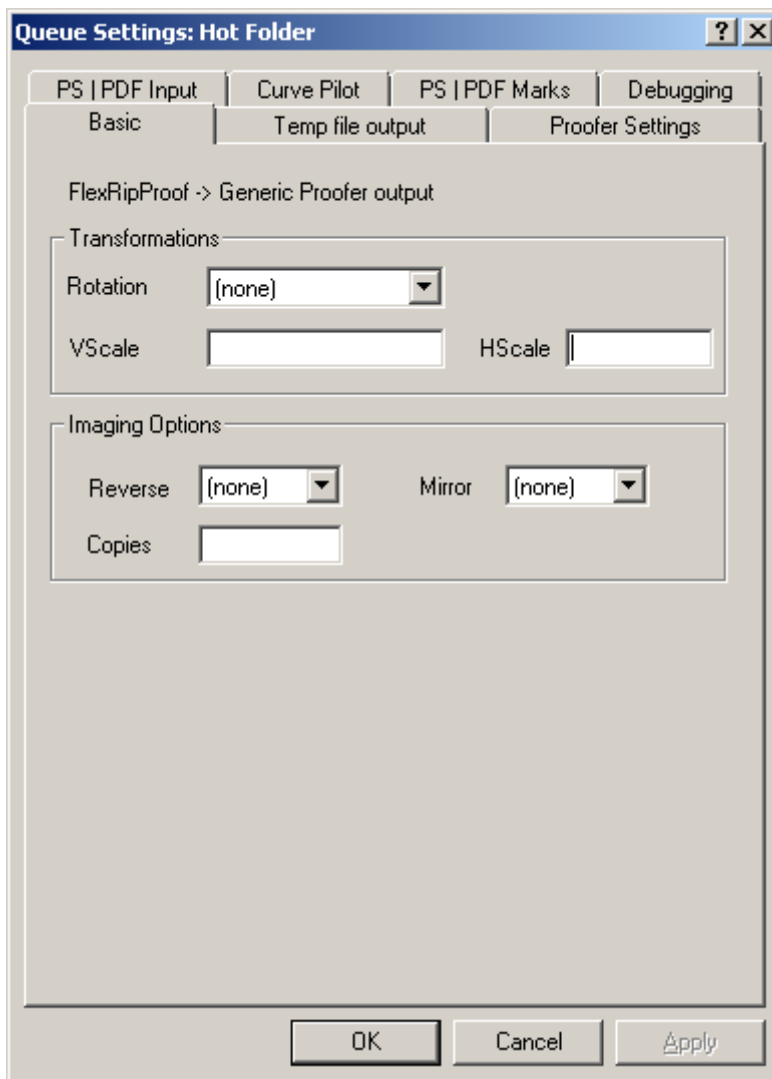 Queue Settings: Hot Folder
PS | PDF Input Curve Pilot PS | PDF Marks Debugging
Basic Temp file output Proofer Settings
FlexRipProof -> Generic Proofer output
Transformations
Rotation (none)
VScale HScale
Imaging Options
Reverse (none) Mirror (none)
Copies
OK Cancel Apply